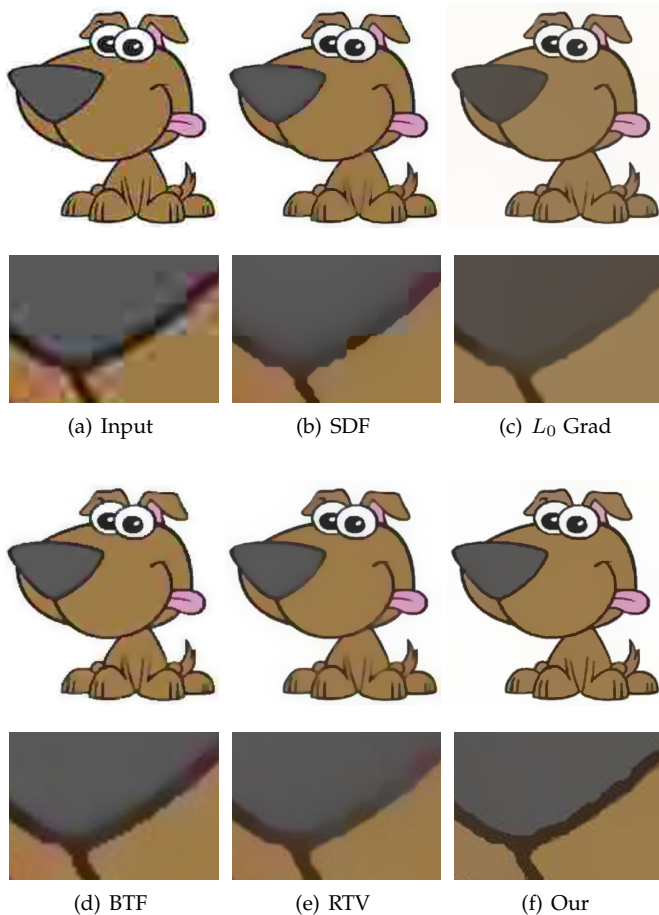 (a) Input
(b) SDF
(c) L₀ Grad
(d) BTF
(e) RTV
(f) Our